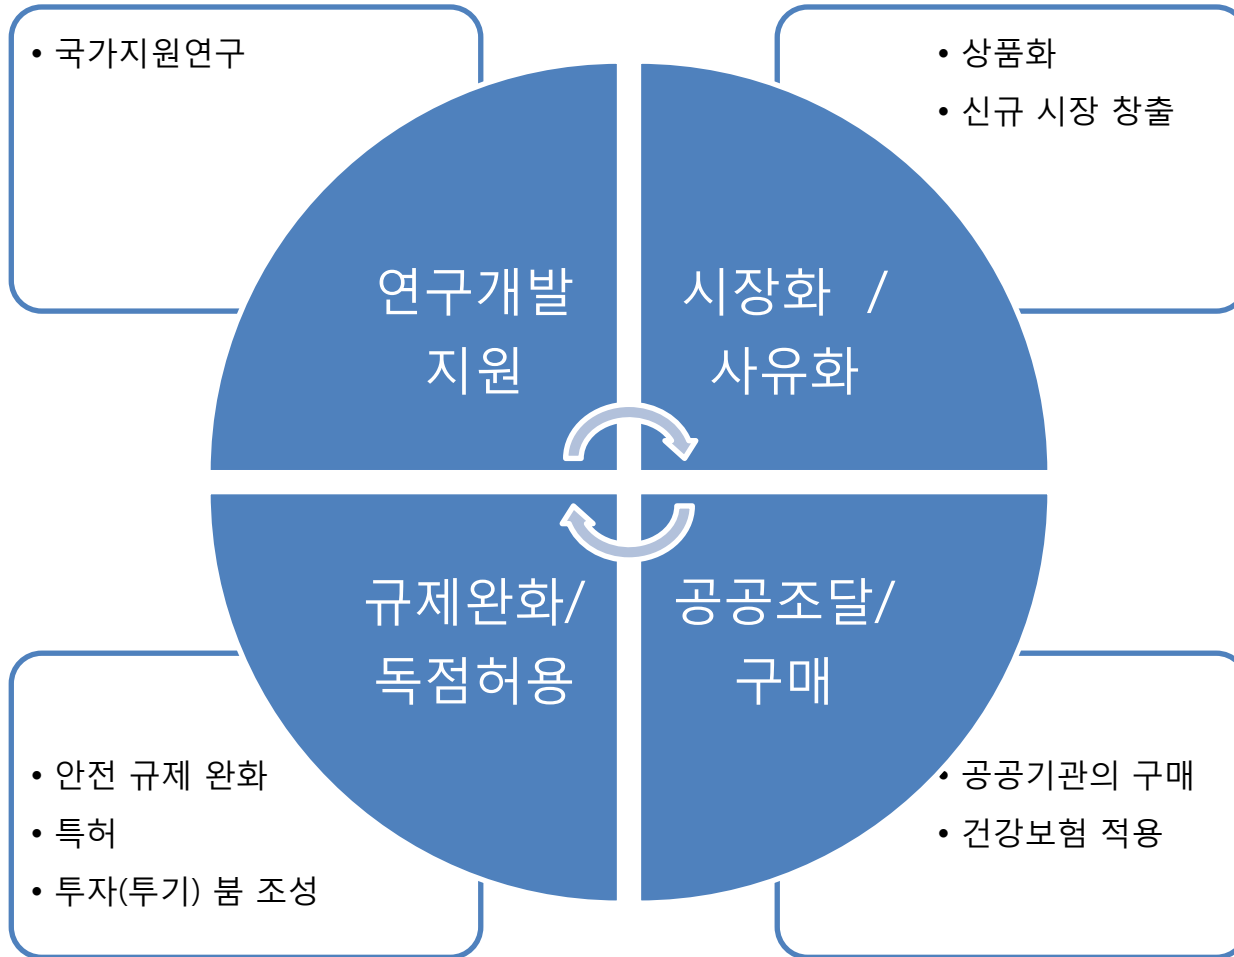 • 국가지원연구
• 상품화
• 신규 시장 창출
연구개발
지원
시장화 /
사유화
규제완화/
독점허용
공공조달/
구매
• 안전 규제 완화
• 특허
• 투자(투기) 붐 조성
• 공공기관의 구매
• 건강보험 적용